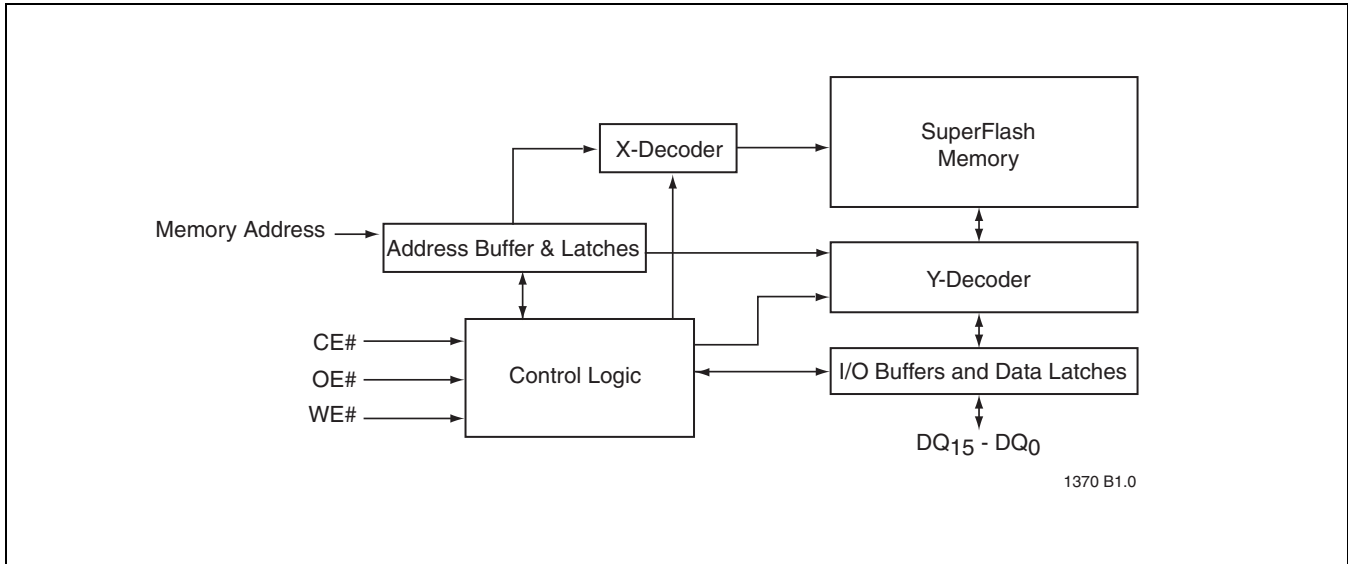 SuperFlash
Memory
X-Decoder
Memory Address
Address Buffer & Latches
Y-Decoder
CE#
OE#
WE#
Control Logic
I/O Buffers and Data Latches
DQ15 - DQ0
1370 B1.0